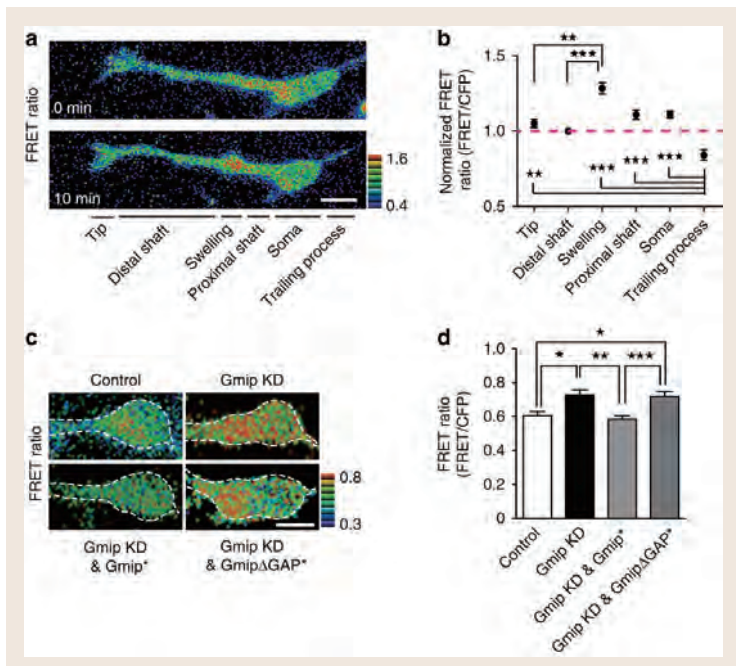 a
FRET ratio
0 min
10 min
1.6
0.4
Tip
Distal shaft
Swelling
Proximal shaft
Soma
Trailing process
b
Normalized FRET
ratio (FRET/CFP)
1.5
1.0
0.5
★★
★★★
★★
★★★
★★★
★★★
Tip
Distal shaft
Swelling
Proximal shaft
Soma
Trailing process
c
FRET ratio
Control
Gmip KD
0.8
0.3
Gmip KD
& Gmip*
Gmip KD
& GmipΔGAP*
d
FRET ratio
(FRET/CFP)
1.0
0.8
0.6
0.4
0.2
0
★
★
★★
★★★
Control
Gmip KD
Gmip KD & Gmip*
Gmip KD & GmipΔGAP*